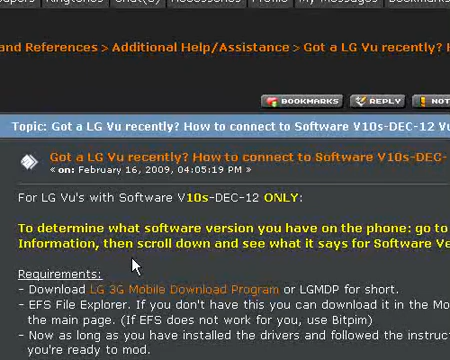 Ringtones Chat(s) Accessories Profile
and References > Additional Help/Assistance > Got a LG Vu recently? H
BOOKMARKS REPLY NOT
Topic: Got a LG Vu recently? How to connect to Software V10s-DEC-12 Vu
Got a LG Vu recently? How to connect to Software V10s-DEC-
« on: February 16, 2009, 04:05:19 PM »
For LG Vu's with Software V10s-DEC-12 ONLY:
To determine what software version you have on the phone: go to
Information, then scroll down and see what it says for Software Ve
Requirements:
- Download LG 3G Mobile Download Program or LGMDP for short.
- EFS File Explorer. If you don't have this you can download it in the Mo
the main page. (If EFS does not work for you, use Bitpim)
- Now as long as you have installed the drivers and followed the instruct
you're ready to mod.